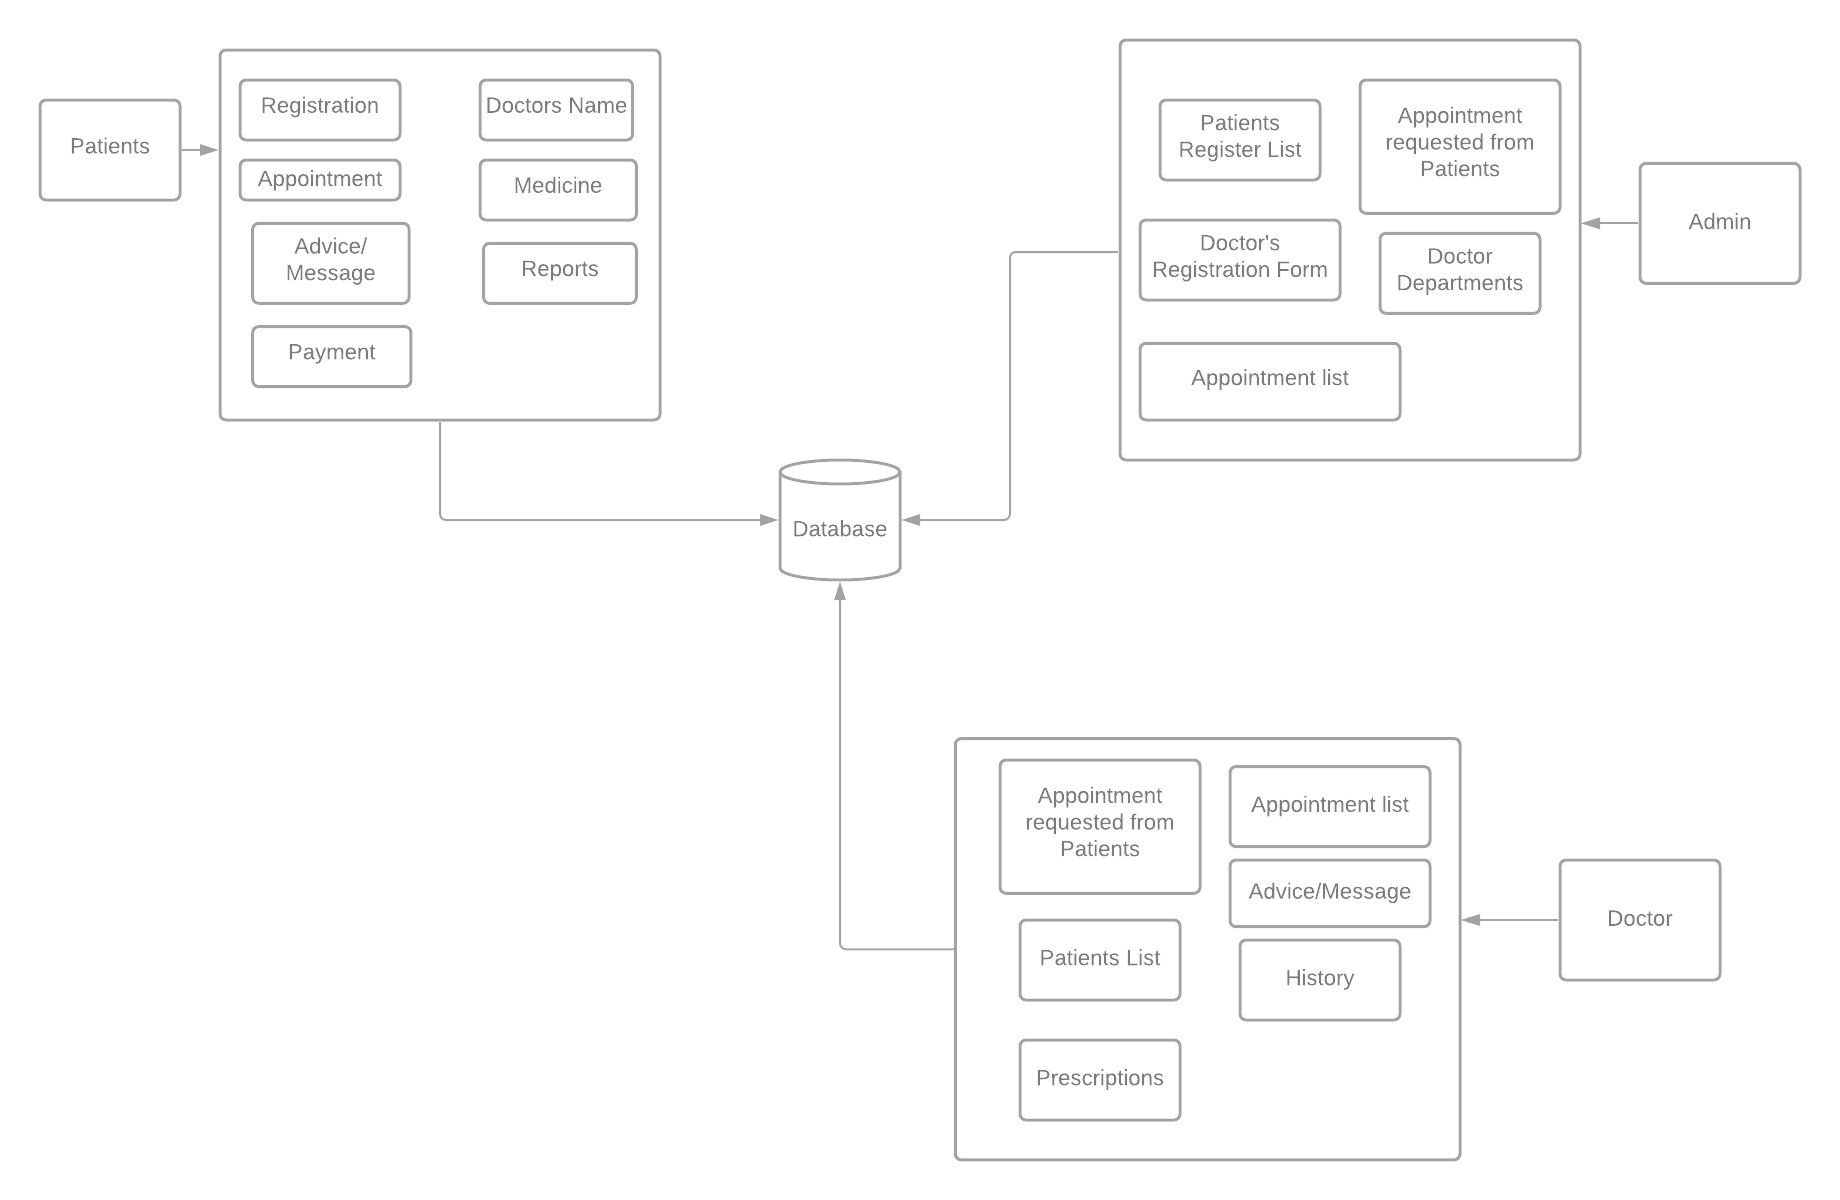 Patients
Registration
Doctors Name
Appointment
Medicine
Advice/
Message
Reports
Payment
Patients
Register List
Appointment
requested from
Patients
Doctor's
Registration Form
Doctor
Departments
Appointment list
Admin
Database
Appointment
requested from
Patients
Appointment list
Advice/Message
Patients List
History
Prescriptions
Doctor